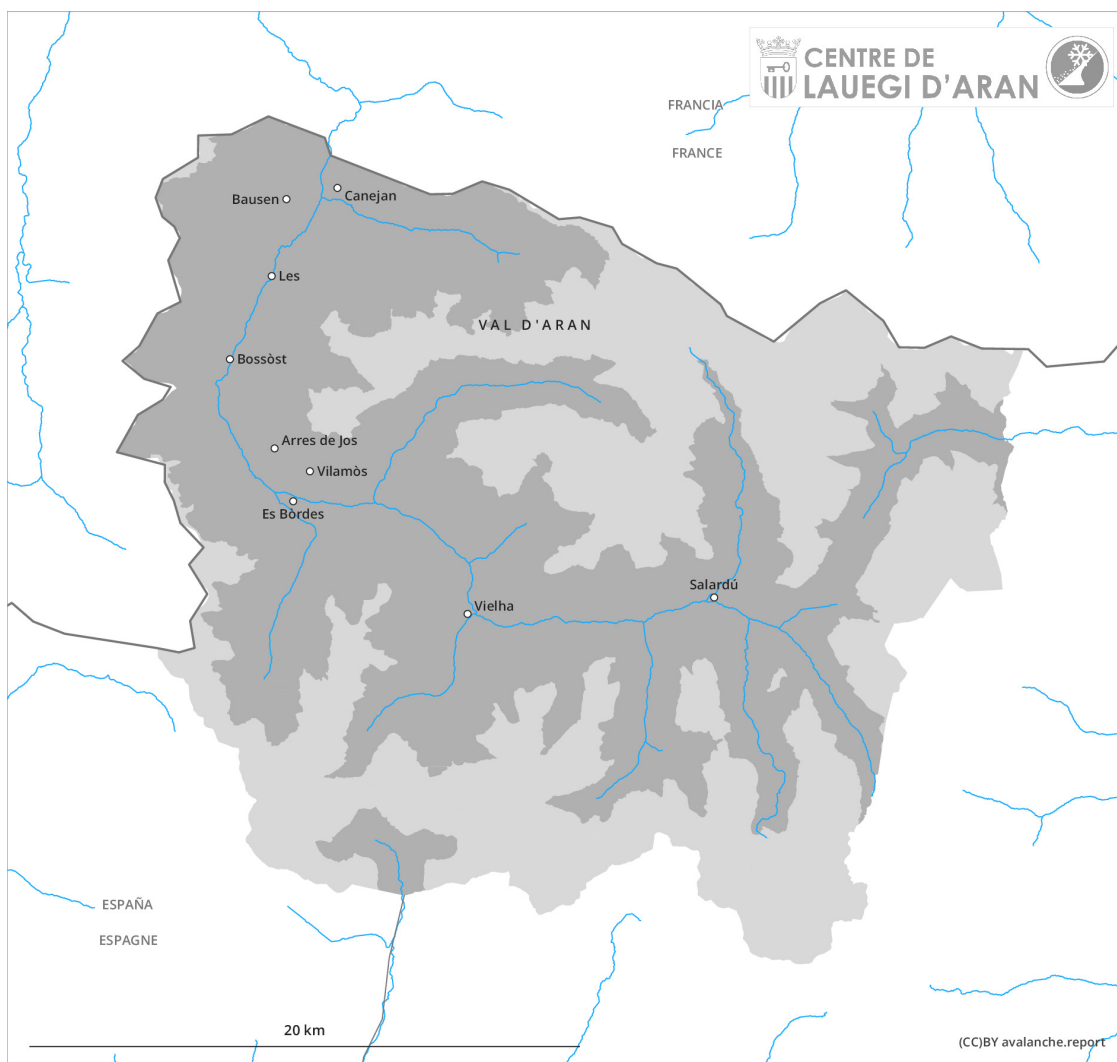 CENTRE DE
LAUEGI D'ARAN
FRANCIA
FRANCE
Bausen
Canejan
Les
VAL D'ARAN
Bossòst
Arres de Jos
Vilamòs
Es Bòrdes
Salardú
Vielha
ESPAÑA
ESPAGNE
20 km
(CC)BY avalanche.report